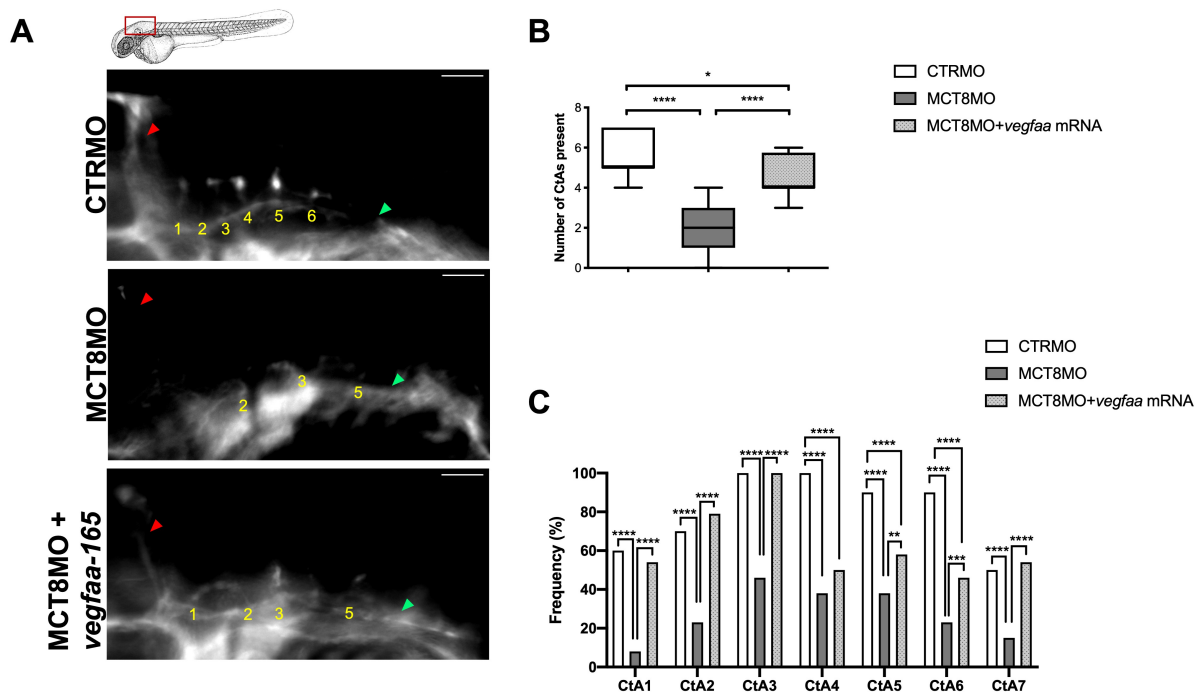 A
CTRMO
1 2 3 4 5 6
MCT8MO
2 3 5
MCT8MO +
vegfaa-165
1 2 3 5
B
CTRMO
MCT8MO
MCT8MO+vegfaa mRNA
*
**** ****
Number of CtAs present
8
6
4
2
0
C
CTRMO
MCT8MO
MCT8MO+vegfaa mRNA
Frequency (%)
100
80
60
40
20
0
**** ****
**** ****
**** ****
****
****
****
****
**
****
****
***
**** ****
CtA1 CtA2 CtA3 CtA4 CtA5 CtA6 CtA7